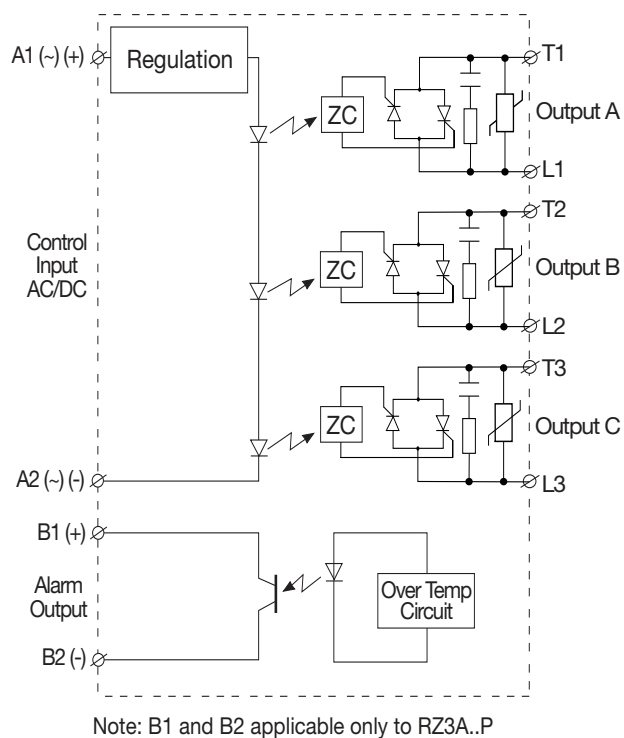 A1 (~) (+)
Regulation
T1
ZC
Output A
L1
T2
Control
Input
AC/DC
ZC
Output B
L2
T3
ZC
Output C
A2 (~) (-)
L3
B1 (+)
Alarm
Output
Over Temp
Circuit
B2 (-)
Note: B1 and B2 applicable only to RZ3A..P